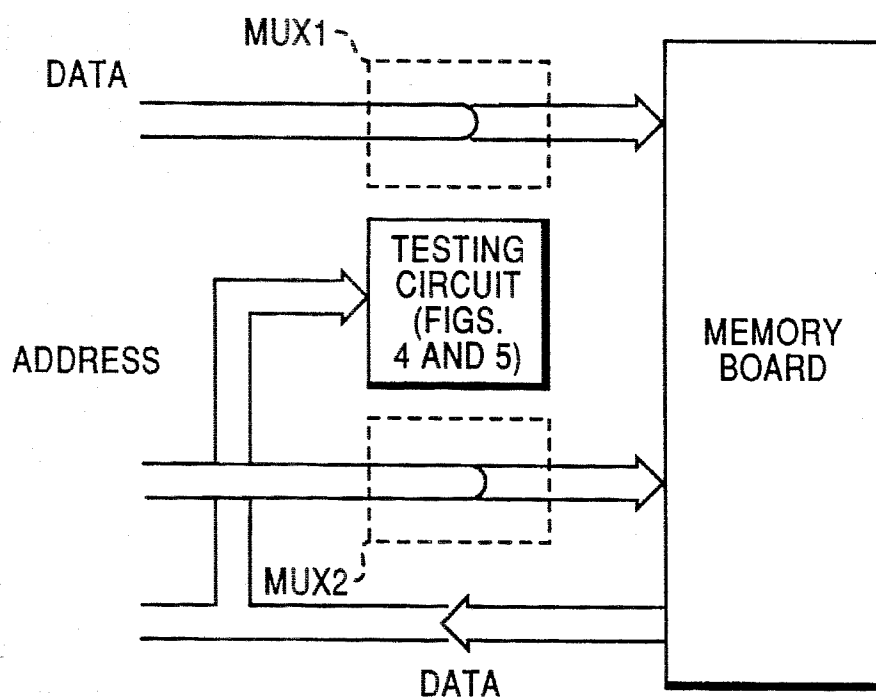 MUX1
DATA
TESTING
CIRCUIT
(FIGS.
4 AND 5)
MEMORY
BOARD
ADDRESS
MUX2
DATA